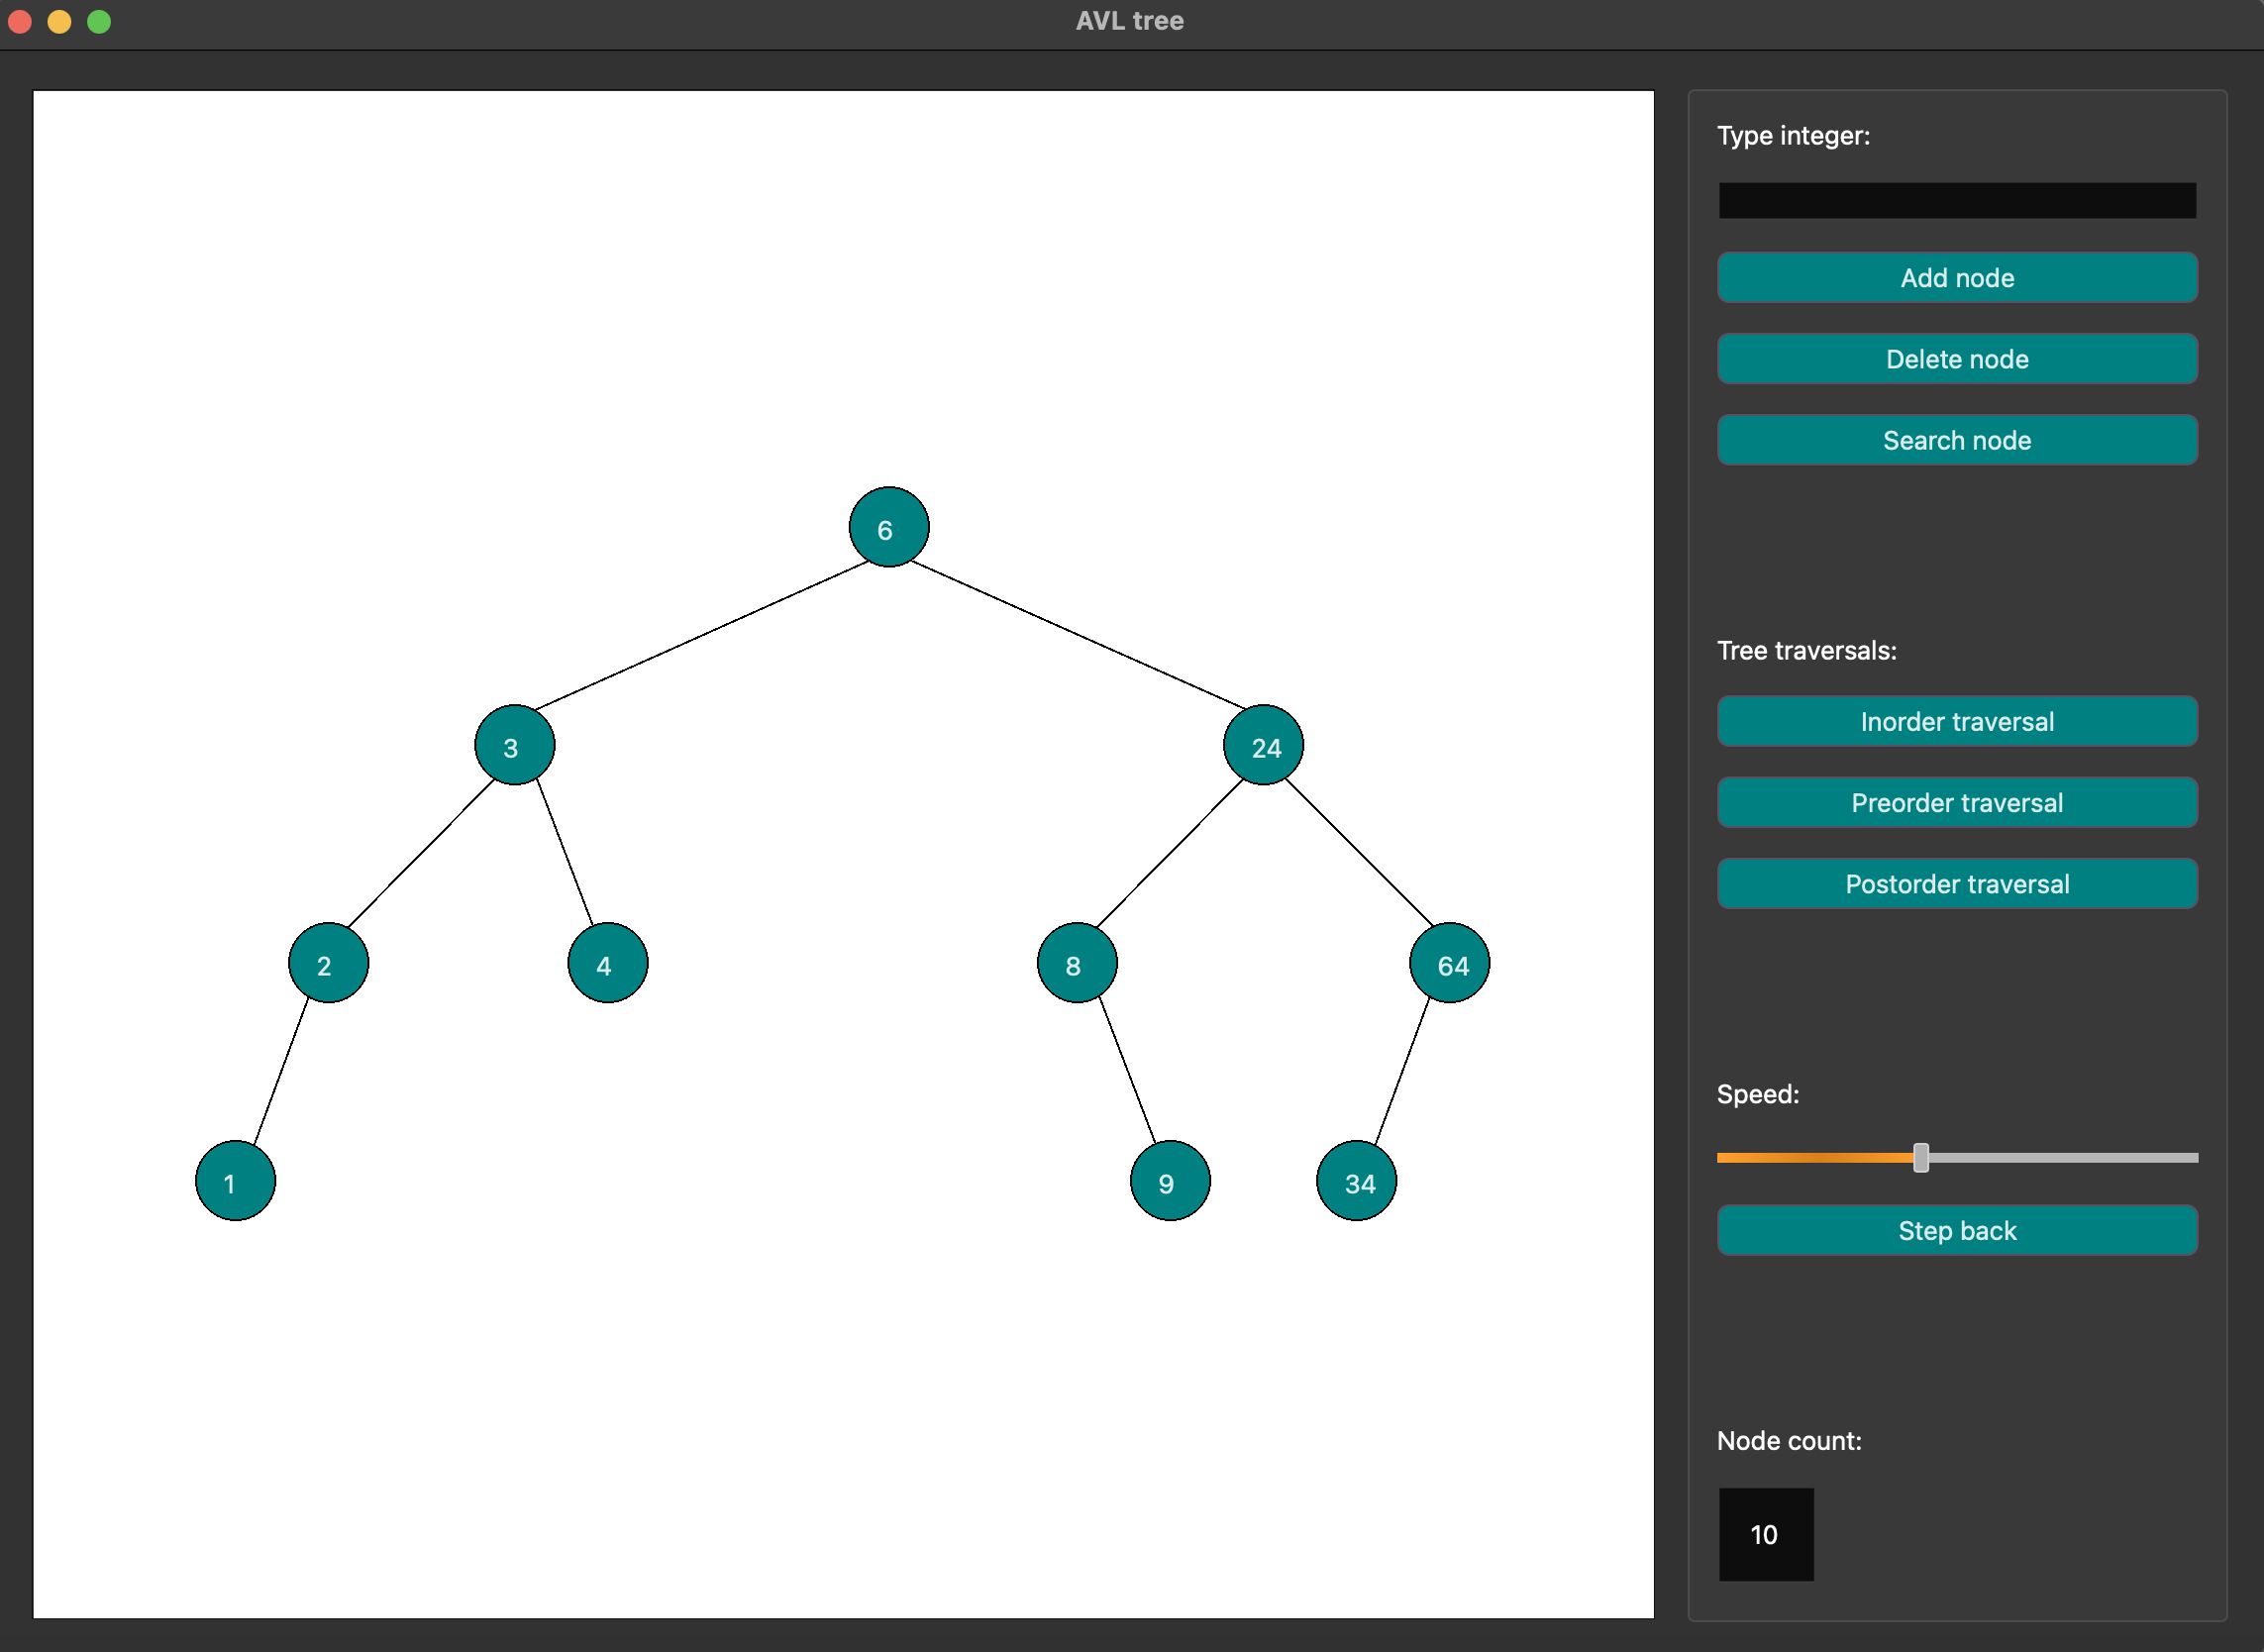 AVL tree
6
3
24
2
4
8
64
1
9
34
Type integer:
Add node
Delete node
Search node
Tree traversals:
Inorder traversal
Preorder traversal
Postorder traversal
Speed:
Step back
Node count:
10